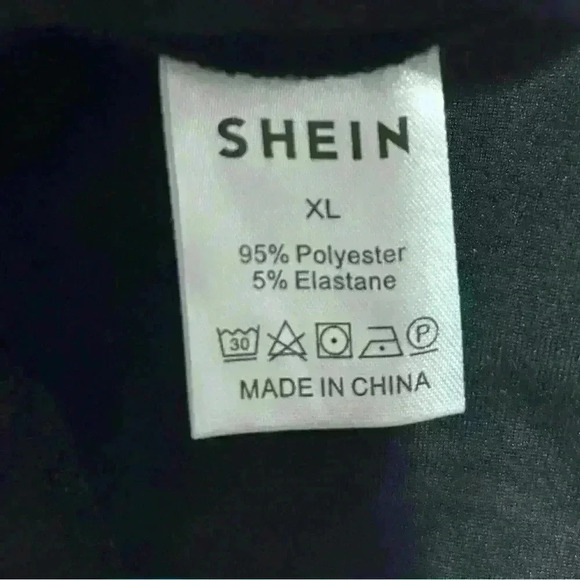 SHEIN
XL
95% Polyester
5% Elastane
30 P
MADE IN CHINA